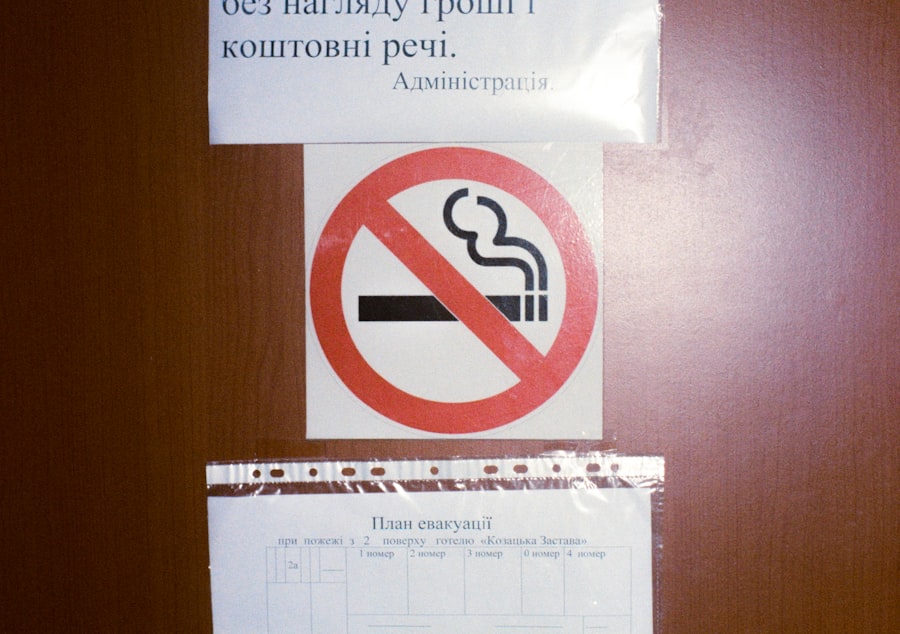 без нагляду гроші і
коштовні речі.
Адміністрація.
План евакуації
при пожежі з 2 поверху готелю «Козацька Застава»
1 номер 2 номер 3 номер 0 номер 4 номер
2а